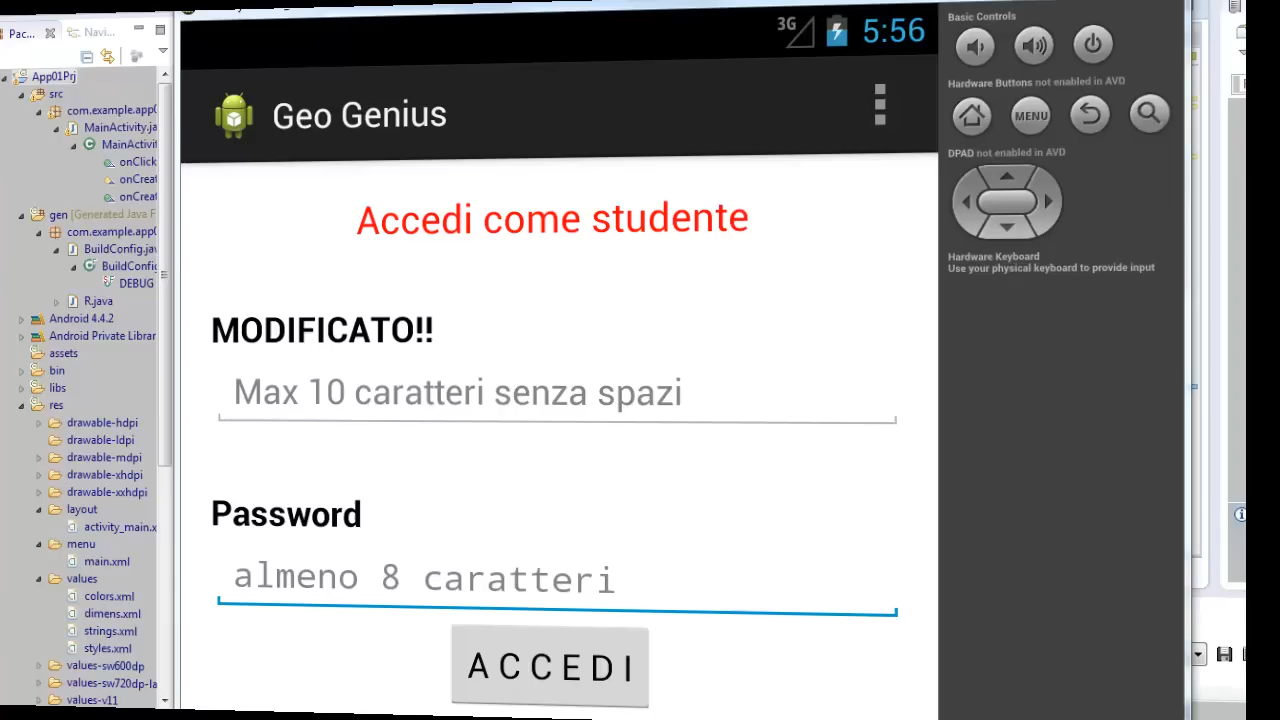 Pac...
Navi...
App01Prj
src
com.example.app0
MainActivity.ja
MainActivi
onClick
onCrea
onCrea
gen [Generated Java F
com.example.app0
BuildConfig.jav
BuildConfig
DEBUG
R.java
Android 4.4.2
Android Private Librar
assets
bin
libs
res
drawable-hdpi
drawable-ldpi
drawable-mdpi
drawable-xhdpi
drawable-xxhdpi
layout
activity_main.x
menu
main.xml
values
colors.xml
dimens.xml
strings.xml
styles.xml
values-sw600dp
values-sw720dp-la
values-v11
3G
5:56
Geo Genius
Accedi come studente
MODIFICATO!!
Max 10 caratteri senza spazi
Password
almeno 8 caratteri
ACCEDI
Basic Controls
Hardware Buttons not enabled in AVD
MENU
DPAD not enabled in AVD
Hardware Keyboard
Use your physical keyboard to provide input